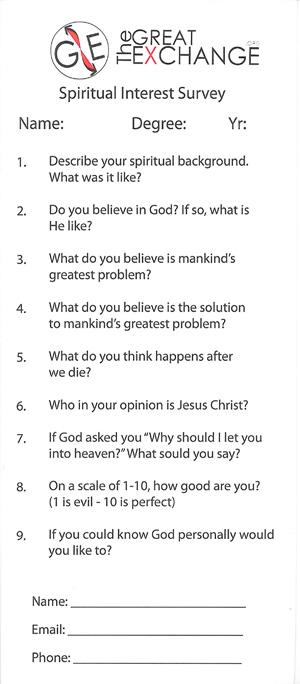 GE
The GREAT
EXCHANGE
.ORG
Spiritual Interest Survey
Name: Degree: Yr:
1. Describe your spiritual background.
What was it like?
2. Do you believe in God? If so, what is
He like?
3. What do you believe is mankind's
greatest problem?
4. What do you believe is the solution
to mankind's greatest problem?
5. What do you think happens after
we die?
6. Who in your opinion is Jesus Christ?
7. If God asked you “Why should I let you
into heaven?” What sould you say?
8. On a scale of 1-10, how good are you?
(1 is evil - 10 is perfect)
9. If you could know God personally would
you like to?
Name:
Email:
Phone: